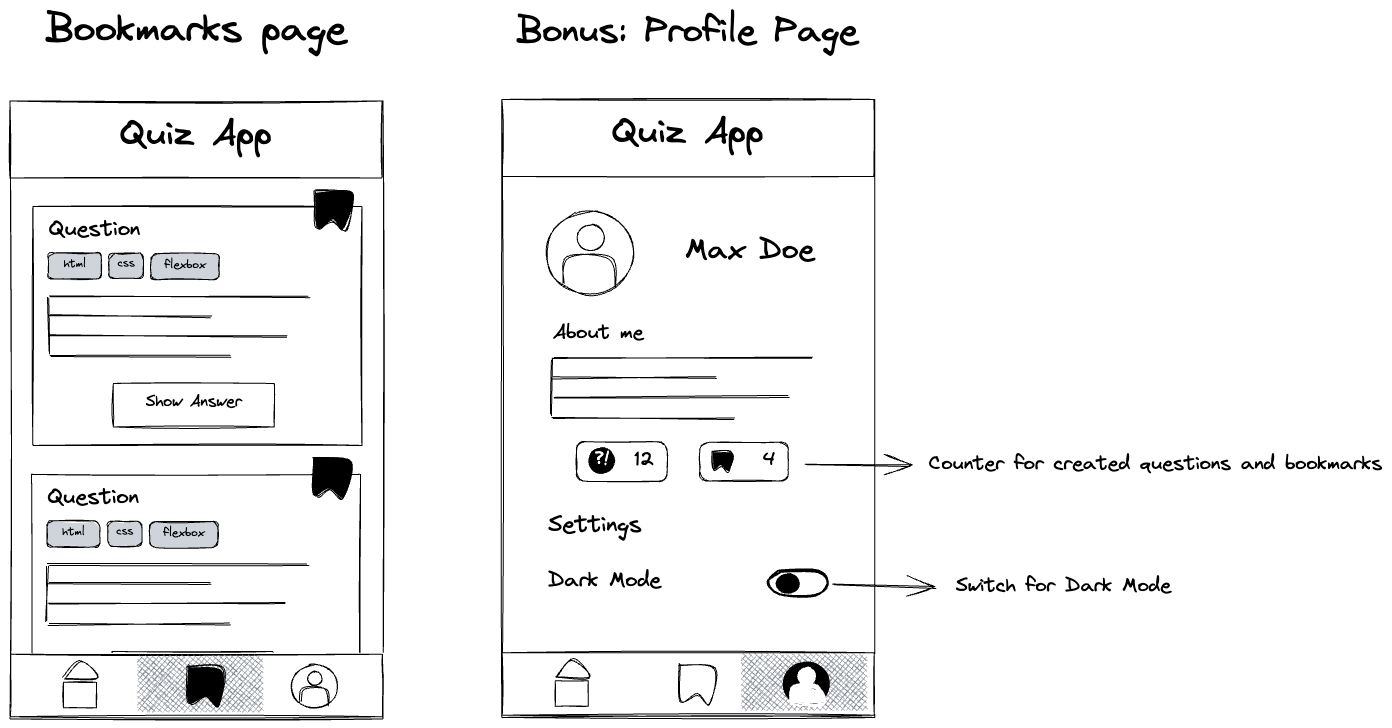 Bookmarks page
Quiz App
Question
html css flexbox
Show Answer
Question
html css flexbox
Bonus: Profile Page
Quiz App
Max Doe
About me
?! 12 4
Counter for created questions and bookmarks
Settings
Dark Mode
Switch for Dark Mode